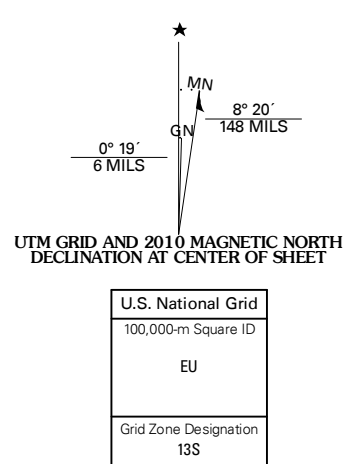 ★
MN
8° 20´
148 MILS
GN
0° 19´
6 MILS
UTM GRID AND 2010 MAGNETIC NORTH
DECLINATION AT CENTER OF SHEET
U.S. National Grid
100,000-m Square ID
EU
Grid Zone Designation
13S